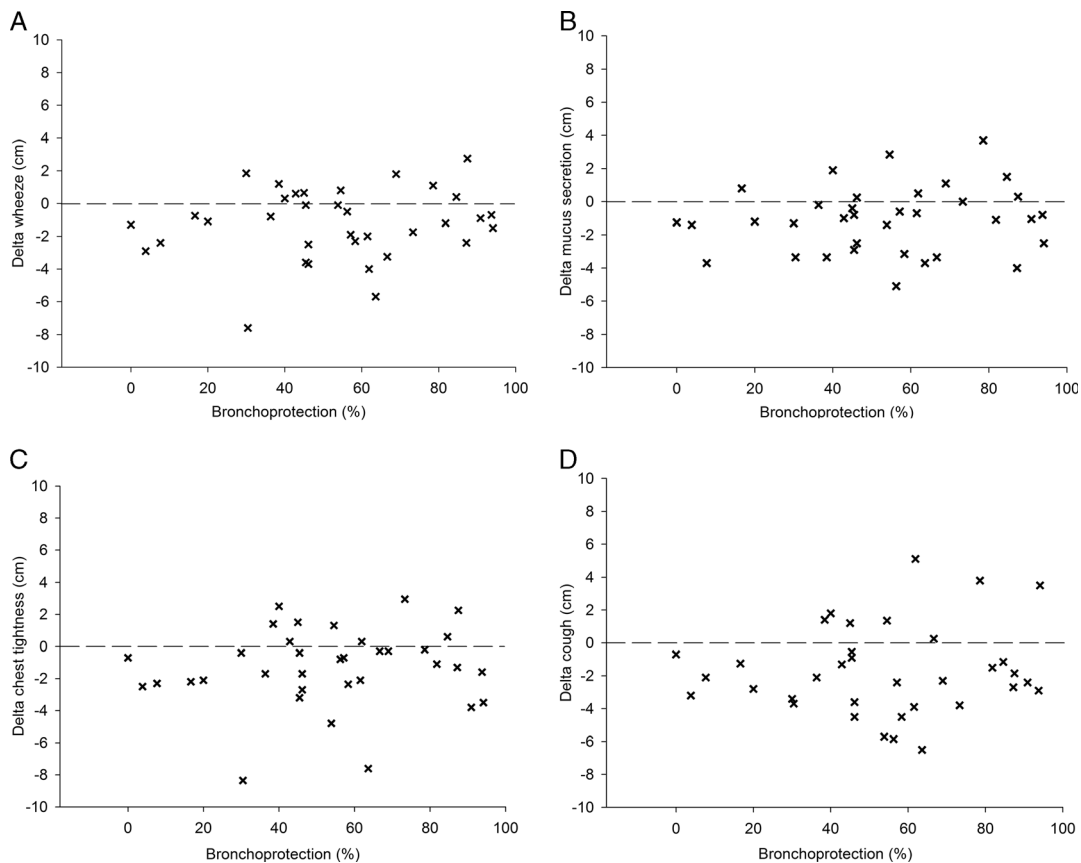 A
10
8
6
4
2
0
-2
-4
-6
-8
-10
Delta wheeze (cm)
0 20 40 60 80 100
Bronchoprotection (%)
B
10
8
6
4
2
0
-2
-4
-6
-8
-10
Delta mucus secretion (cm)
0 20 40 60 80 100
Bronchoprotection (%)
C
10
8
6
4
2
0
-2
-4
-6
-8
-10
Delta chest tightness (cm)
0 20 40 60 80 100
Bronchoprotection (%)
D
10
8
6
4
2
0
-2
-4
-6
-8
-10
Delta cough (cm)
0 20 40 60 80 100
Bronchoprotection (%)